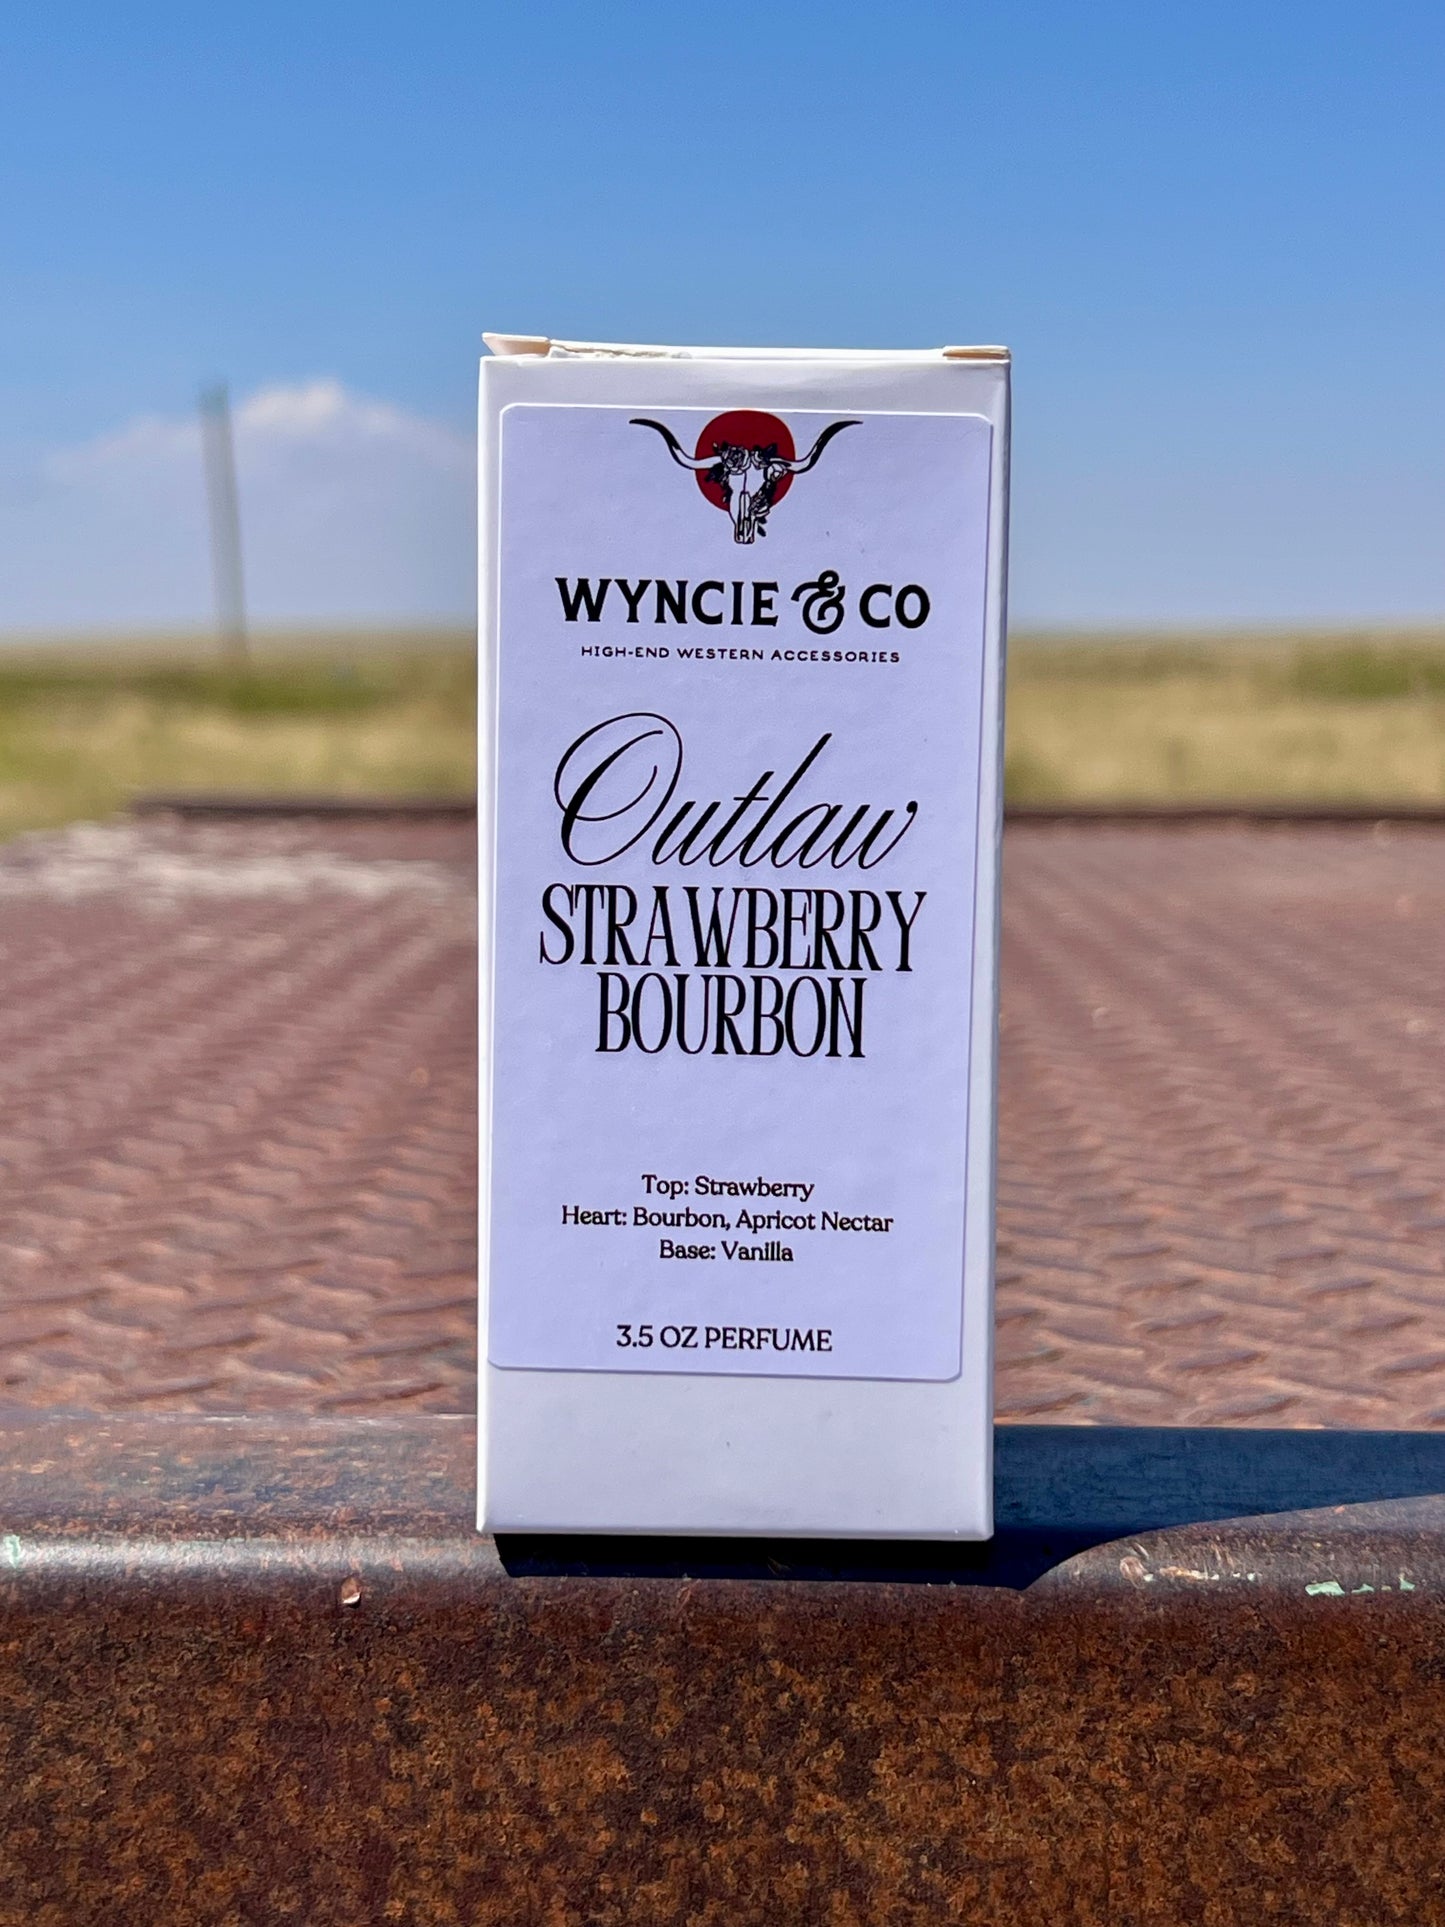 WYNCIE & CO
HIGH-END WESTERN ACCESSORIES
Outlaw
STRAWBERRY
BOURBON
Top: Strawberry
Heart: Bourbon, Apricot Nectar
Base: Vanilla
3.5 OZ PERFUME